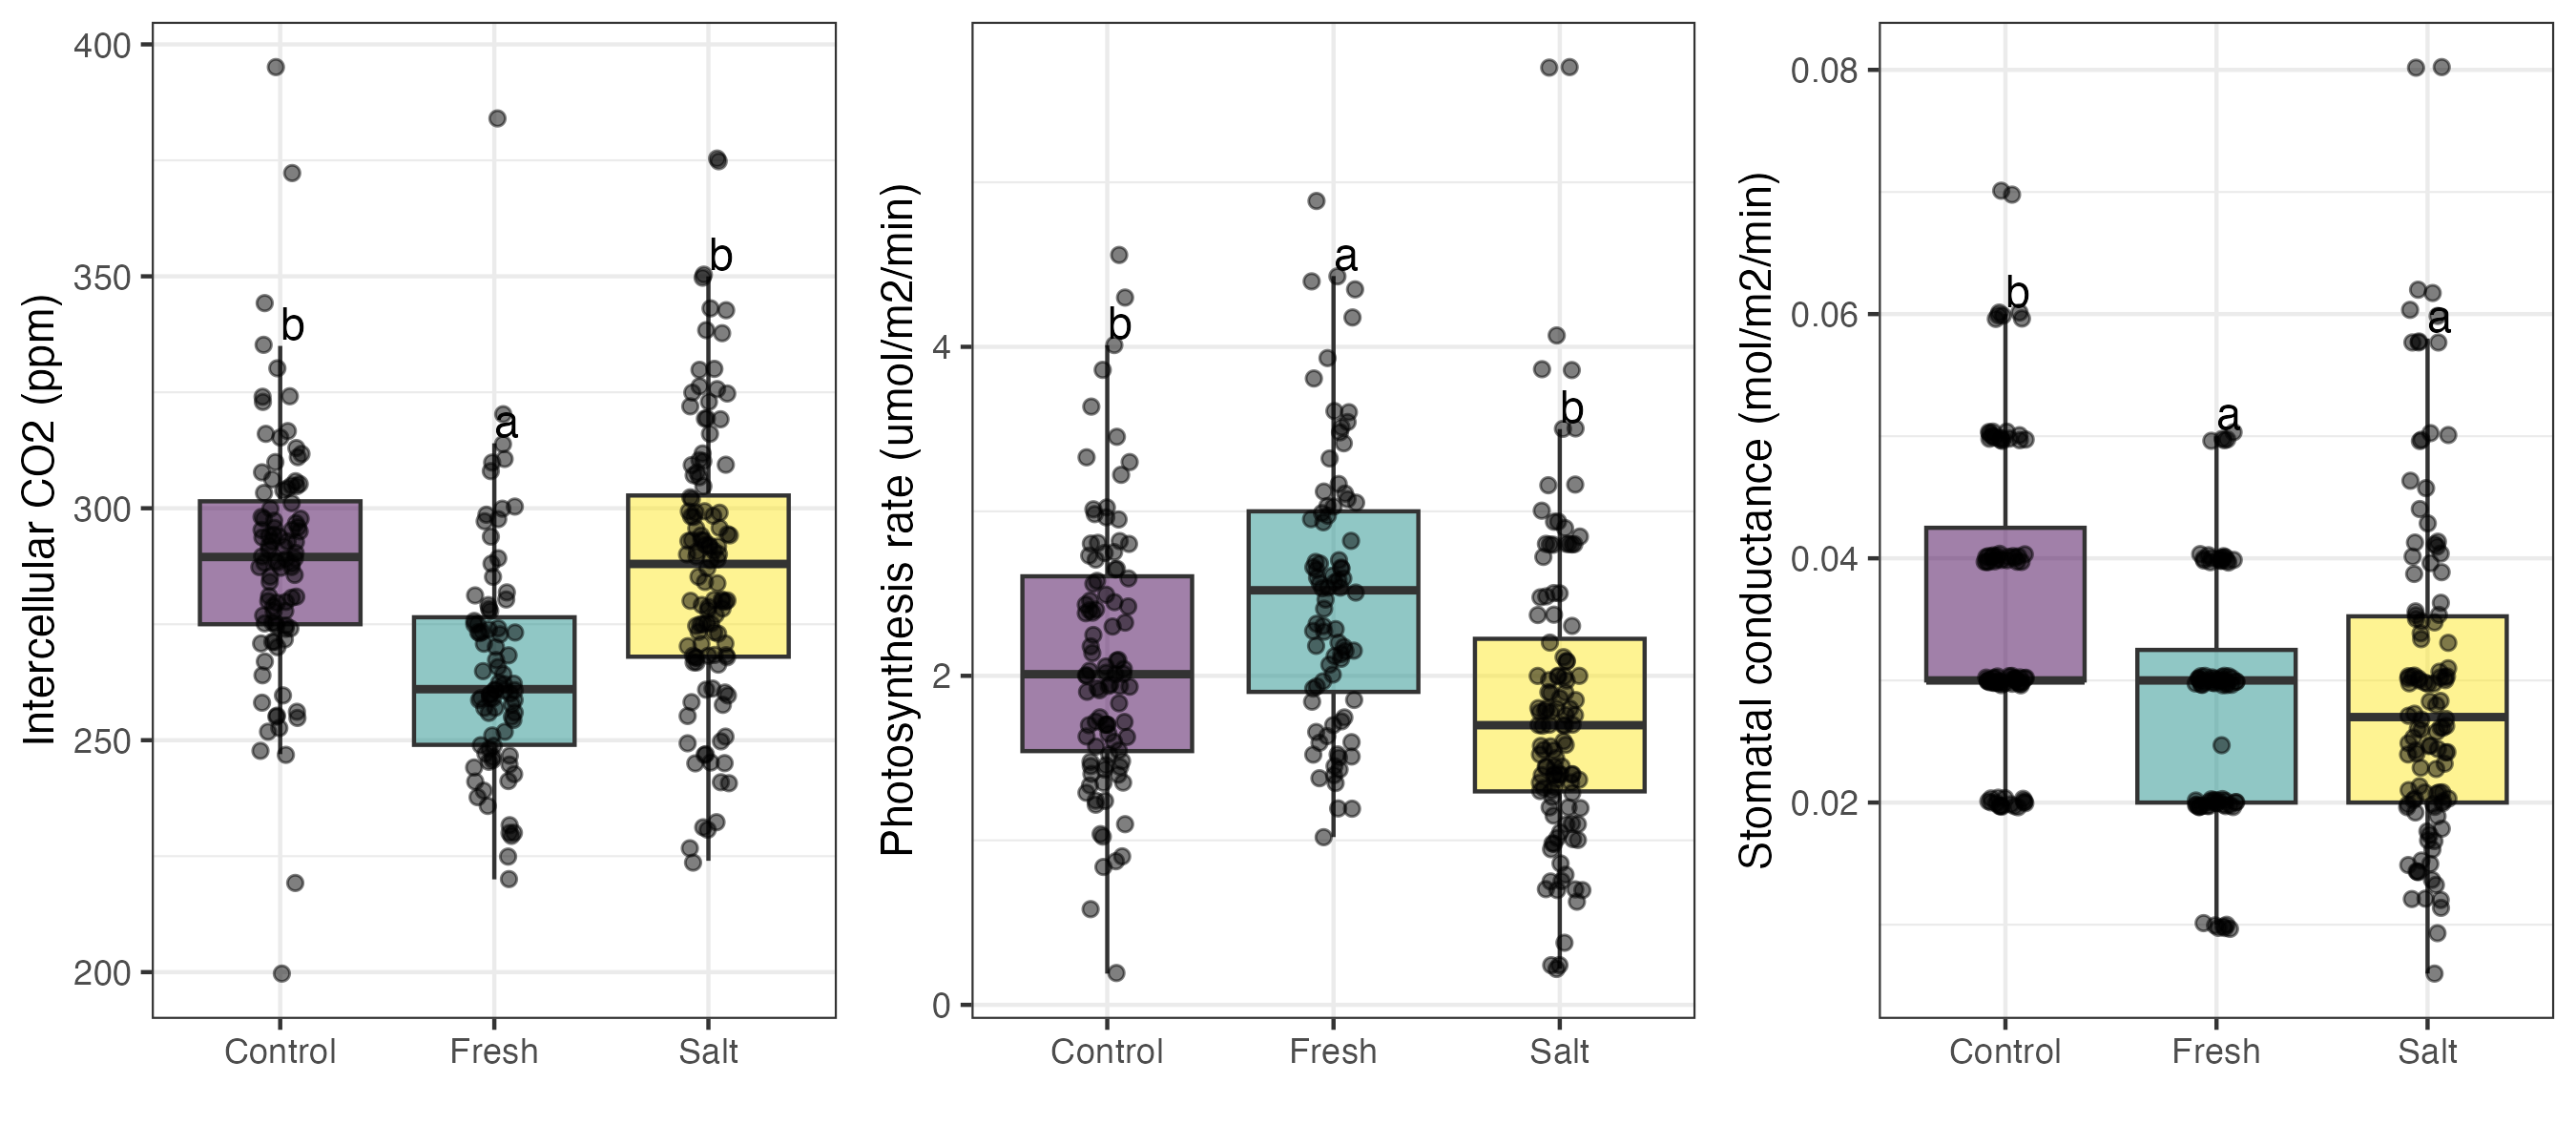 Intercellular CO2 (ppm)
400
350
300
250
200
b
a
b
Control
Fresh
Salt
Photosynthesis rate (umol/m2/min)
4
2
0
b
a
b
Control
Fresh
Salt
Stomatal conductance (mol/m2/min)
0.08
0.06
0.04
0.02
b
a
a
Control
Fresh
Salt